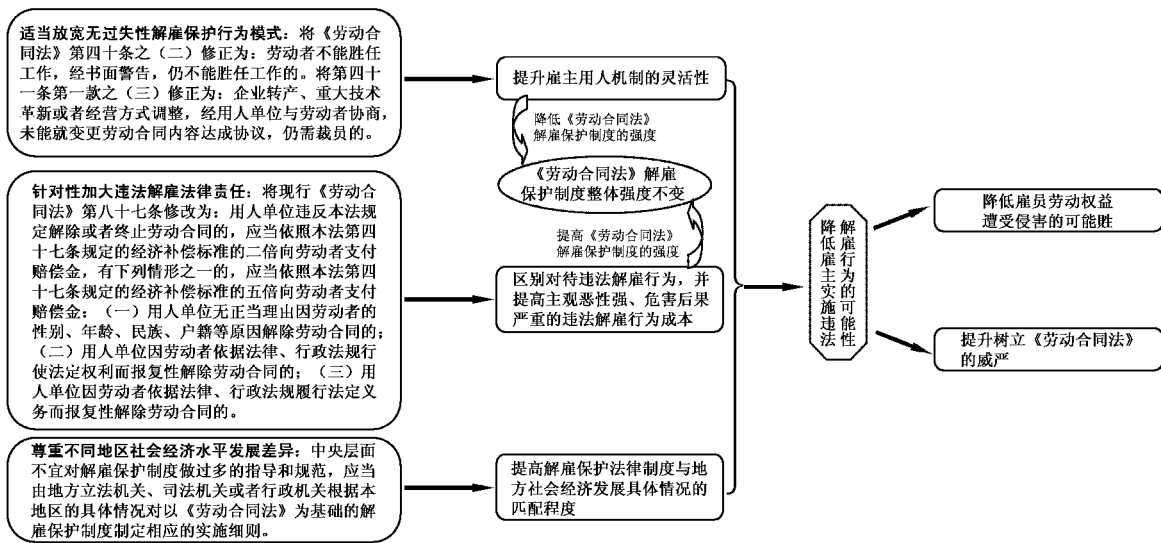 适当放宽无过失性解雇保护行为模式：将《劳动合
同法》第四十条之（二）修正为：劳动者不能胜任
工作，经书面警告，仍不能胜任工作的。将第四十
一条第一款之（三）修正为：企业转产、重大技术
革新或者经营方式调整，经用人单位与劳动者协商，
未能就变更劳动合同内容达成协议，仍需裁员的。
提升雇主用人机制的灵活性
降低《劳动合同法》
解雇保护制度的强度
《劳动合同法》解雇
保护制度整体强度不变
提高《劳动合同法》
解雇保护制度的强度
针对性加大违法解雇法律责任：将现行《劳动合
同法》第八十七条修改为：用人单位违反本法规
定解除或者终止劳动合同的，应当依照本法第四
十七条规定的经济补偿标准的二倍向劳动者支付
赔偿金，有下列情形之一的，应当依照本法第四
十七条规定的经济补偿标准的五倍向劳动者支付
赔偿金：（一）用人单位无正当理由因劳动者的
性别、年龄、民族、户籍等原因解除劳动合同的；
（二）用人单位因劳动者依据法律、行政法规行
使法定权利而报复性解除劳动合同的；（三）用
人单位因劳动者依据法律、行政法规履行法定义
务而报复性解除劳动合同的。
区别对待违法解雇行为，并
提高主观恶性强、危害后果
严重的违法解雇行为成本
尊重不同地区社会经济水平发展差异：中央层面
不宜对解雇保护制度做过多的指导和规范，应当
由地方立法机关、司法机关或者行政机关根据本
地区的具体情况对以《劳动合同法》为基础的解
雇保护制度制定相应的实施细则。
提高解雇保护法律制度与地
方社会经济发展具体情况的
匹配程度
降低雇主实施违法
解雇行为的可能性
降低雇员劳动权益
遭受侵害的可能胜
提升树立《劳动合同法》
的威严